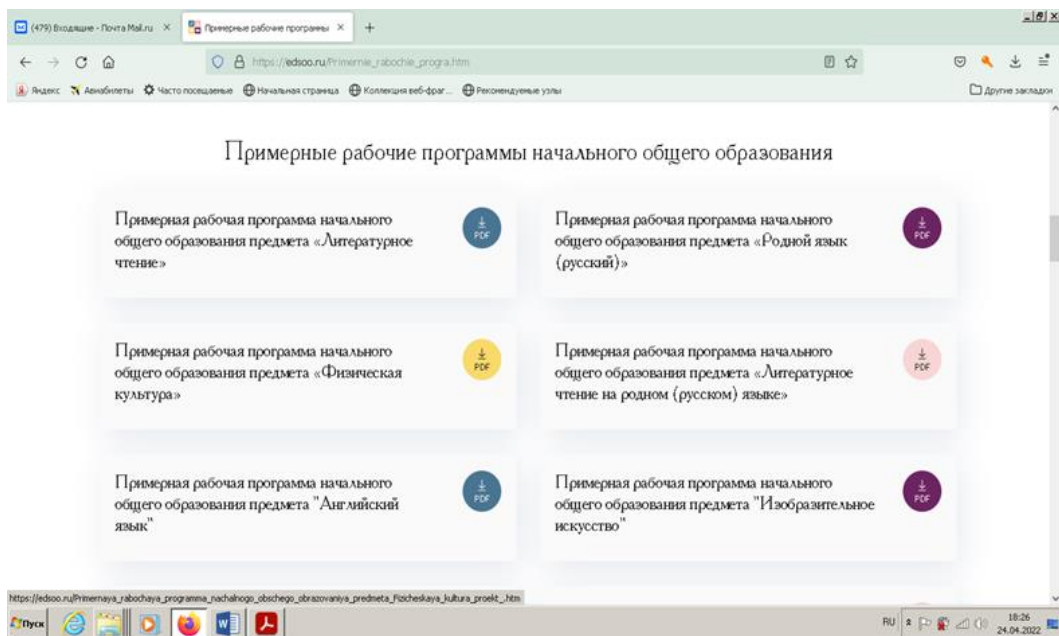 (479) Входящие - Почта Mail.ru
Примерные рабочие программы
https://edsoo.ru/Primernie_rabochie_progra.htm
Яндекс Авиабилеты Часто посещаемые Начальная страница Коллекция веб-фраг... Рекомендуемые узлы Другие закладки
Примерные рабочие программы начального общего образования
Примерная рабочая программа начального
общего образования предмета «Литературное
чтение»
PDF
Примерная рабочая программа начального
общего образования предмета «Родной язык
(русский)»
PDF
Примерная рабочая программа начального
общего образования предмета «Физическая
культура»
PDF
Примерная рабочая программа начального
общего образования предмета «Литературное
чтение на родном (русском) языке»
PDF
Примерная рабочая программа начального
общего образования предмета "Английский
язык"
PDF
Примерная рабочая программа начального
общего образования предмета "Изобразительное
искусство"
PDF
https://edsoo.ru/Primernaya_rabochaya_programma_nachalnogo_obschego_obrazovaniya_predmeta_Fizicheskaya_kultura_proekt_.htm
Пуск
RU
18:26
24.04.2022